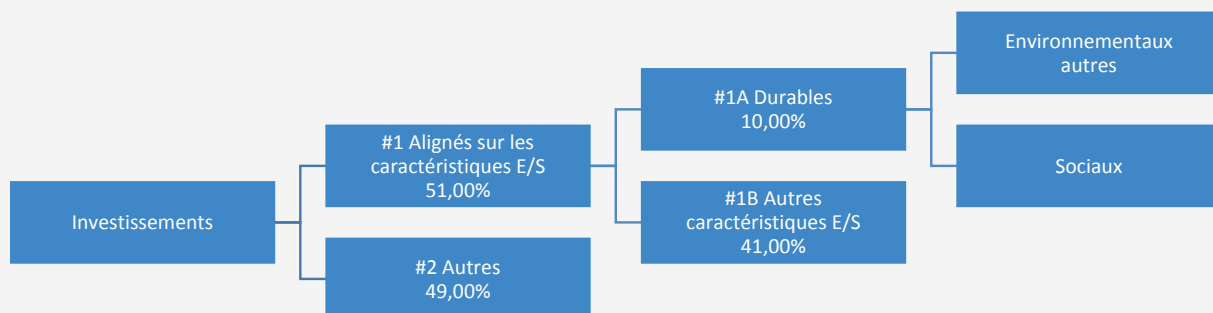 Investissements
#1 Alignés sur les
caractéristiques E/S
51,00%
#2 Autres
49,00%
#1A Durables
10,00%
#1B Autres
caractéristiques E/S
41,00%
Environnementaux
autres
Sociaux